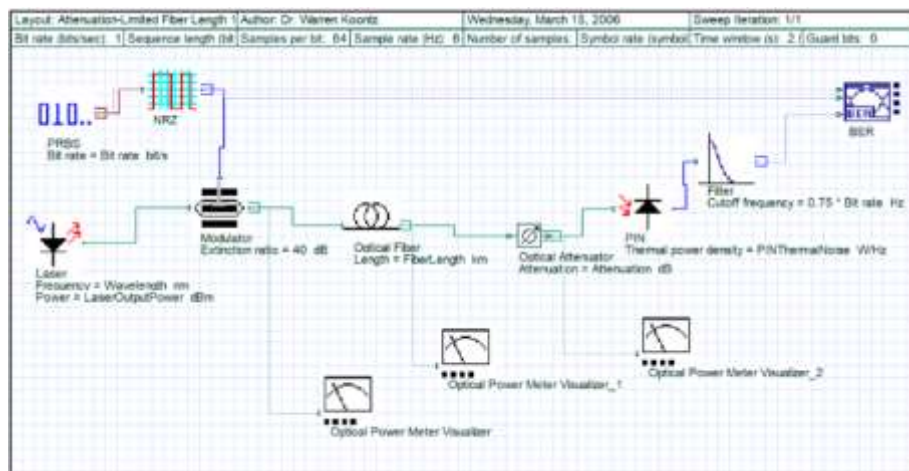 Layout: Attenuation-Limited Fiber Length 1 Author: Dr. Warren Koontz Wednesday, March 15, 2006 Sweep Iteration: 1/1
Bit rate (bits/sec): 1 Sequence length (bit Samples per bit: 64 Sample rate (Hz): 6 Number of samples: Symbol rate (symbol Time window (s): 2. Guard bits: 0
010..
NRZ
BER
BER
PRBS
Bit rate = Bit rate bit/s
Filter
Cutoff frequency = 0.75 * Bit rate Hz
Modulator
Extinction ratio = 40 dB
Optical Fiber
Length = FiberLength km
Optical Attenuator
Attenuation = Attenuation dB
PIN
Thermal power density = PINThermalNoise W/Hz
Laser
Frequency = Wavelength nm
Power = LaserOutputPower dBm
Optical Power Meter Visualizer_1
Optical Power Meter Visualizer_2
Optical Power Meter Visualizer